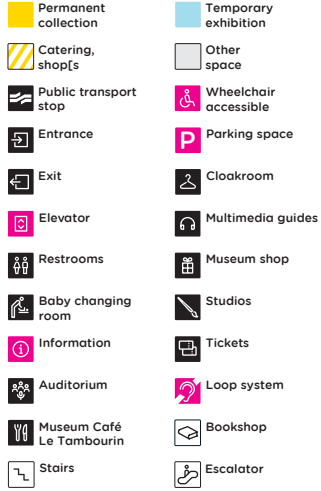 Permanent
collection
Temporary
exhibition
Catering,
shop[s
Other
space
Public transport
stop
Wheelchair
accessible
Entrance
P
Parking space
Exit
Cloakroom
Elevator
Multimedia guides
Restrooms
Museum shop
Baby changing
room
Studios
i
Information
Tickets
Auditorium
Loop system
Museum Café
Le Tambourin
Bookshop
Stairs
Escalator